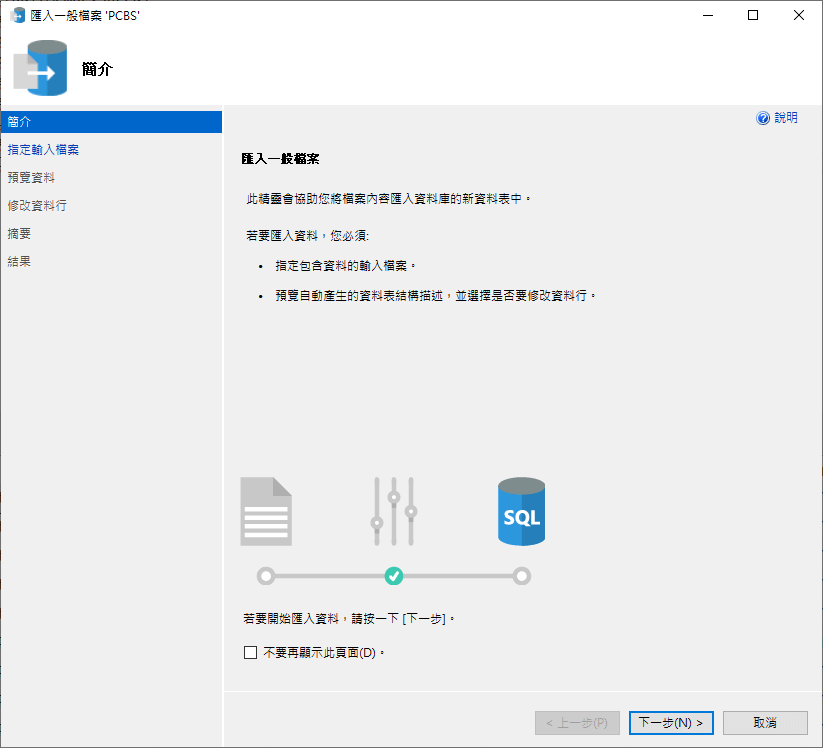 匯入一般檔案 'PCBS'
簡介
簡介
指定輸入檔案
預覽資料
修改資料行
摘要
結果
說明
匯入一般檔案
此精靈會協助您將檔案內容匯入資料庫的新資料表中。
若要匯入資料，您必須:
• 指定包含資料的輸入檔案。
• 預覽自動產生的資料表結構描述，並選擇是否要修改資料行。
SQL
若要開始匯入資料，請按一下 [下一步]。
不要再顯示此頁面(D)。
< 上一步(P)
下一步(N) >
取消